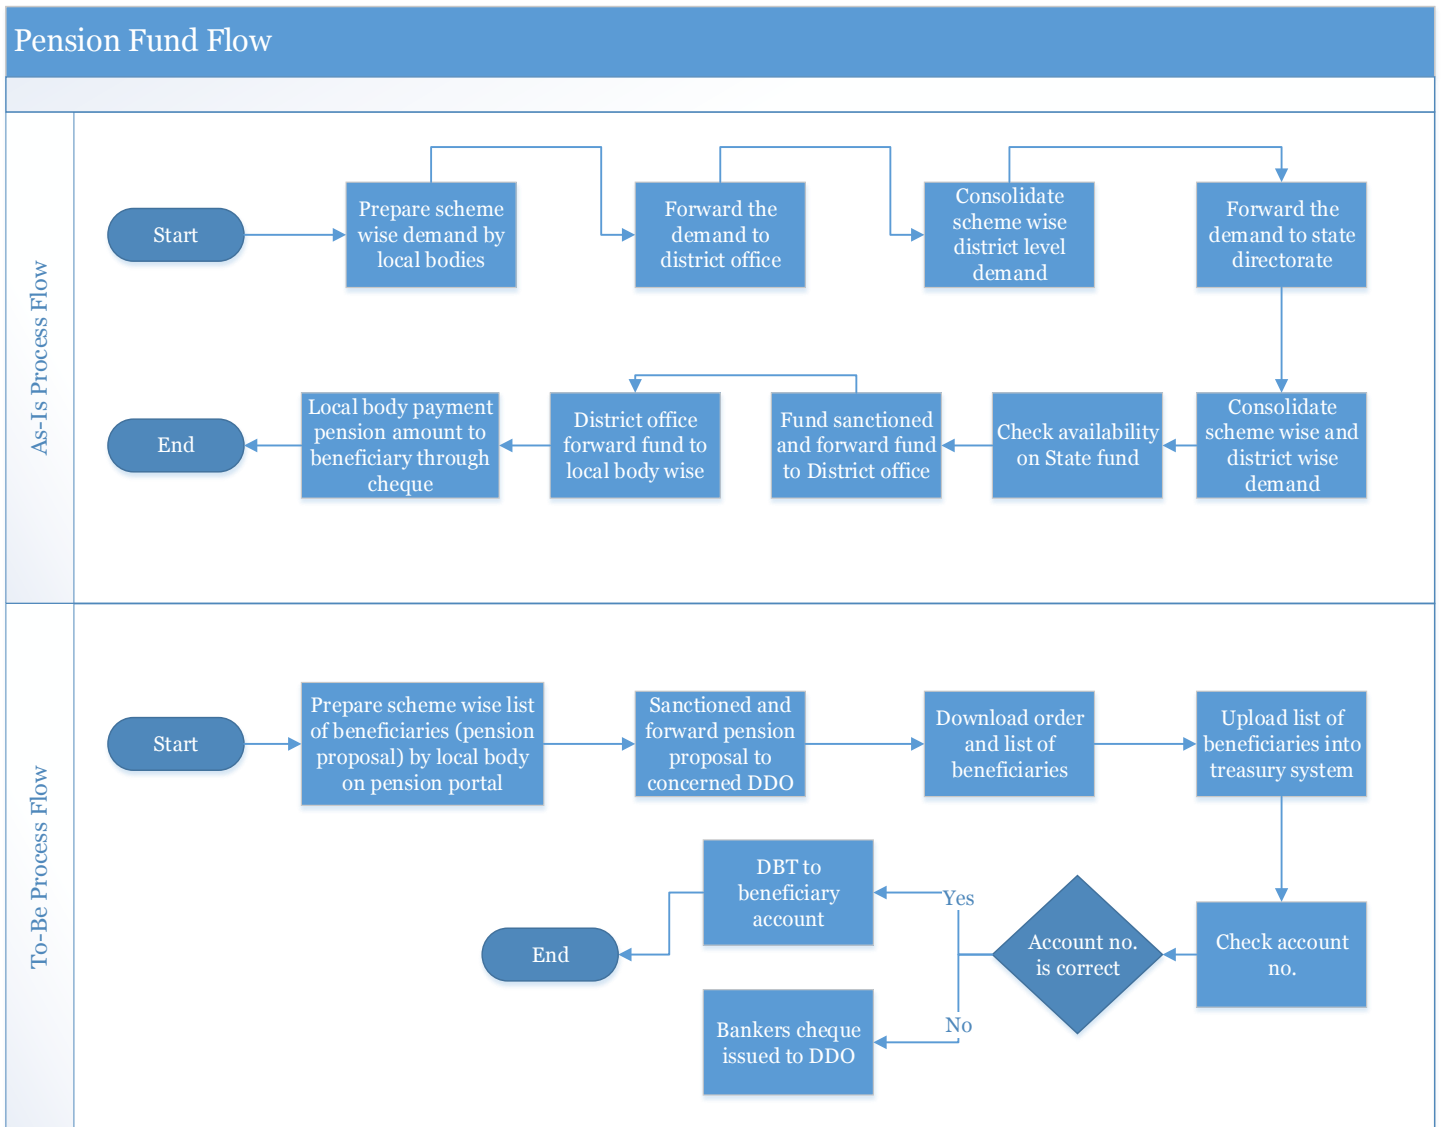 Pension Fund Flow
As-Is Process Flow
Start
Prepare scheme
wise demand by
local bodies
Forward the
demand to
district office
Consolidate
scheme wise
district level
demand
Forward the
demand to state
directorate
Consolidate
scheme wise and
district wise
demand
Check availability
on State fund
Fund sanctioned
and forward fund
to District office
District office
forward fund to
local body wise
Local body payment
pension amount to
beneficiary through
cheque
End
To-Be Process Flow
Start
Prepare scheme wise list
of beneficiaries (pension
proposal) by local body
on pension portal
Sanctioned and
forward pension
proposal to
concerned DDO
Download order
and list of
beneficiaries
Upload list of
beneficiaries into
treasury system
Check account
no.
Account no.
is correct
Yes
DBT to
beneficiary
account
End
No
Bankers cheque
issued to DDO